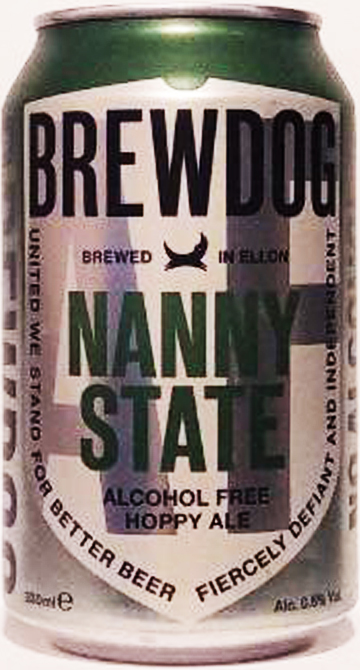 BREWDOG
BREWED IN ELLON
NANNY
STATE
ALCOHOL FREE
HOPPY ALE
UNITED WE STAND FOR BETTER BEER
FIERCELY DEFIANT AND INDEPENDENT
330ml e
Alc. 0.5% Vol.